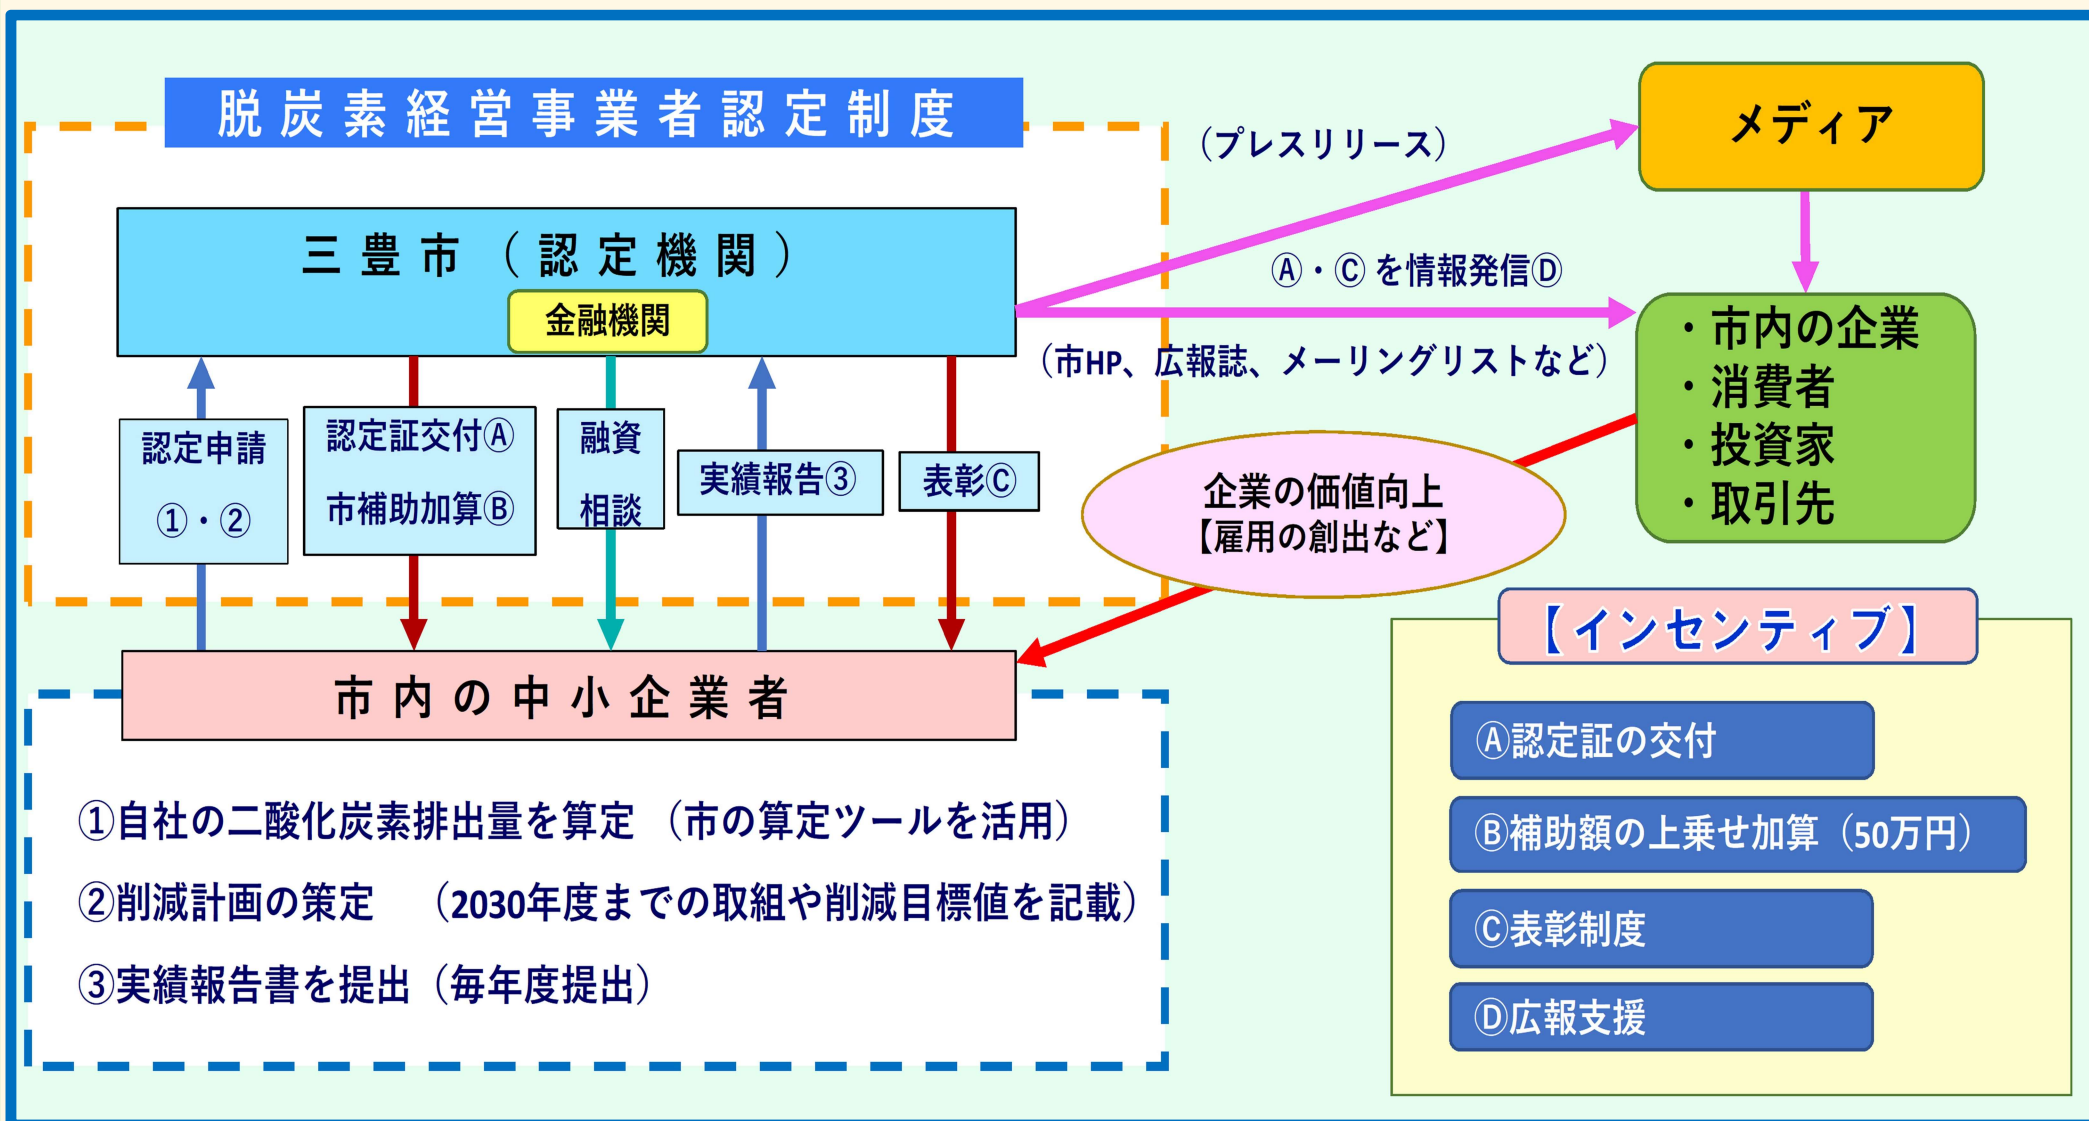 脱炭素経営事業者認定制度
三豊市（認定機関）
金融機関
認定申請
①・②
認定証交付Ⓐ
市補助加算Ⓑ
融資
相談
実績報告③
表彰Ⓒ
（プレスリリース）
メディア
Ⓐ・Ⓒ を情報発信Ⓓ
（市HP、広報誌、メーリングリストなど）
・市内の企業
・消費者
・投資家
・取引先
企業の価値向上
【雇用の創出など】
市内の中小企業者
①自社の二酸化炭素排出量を算定 （市の算定ツールを活用）
②削減計画の策定　（2030年度までの取組や削減目標値を記載）
③実績報告書を提出（毎年度提出）
【インセンティブ】
Ⓐ認定証の交付
Ⓑ補助額の上乗せ加算（50万円）
Ⓒ表彰制度
Ⓓ広報支援